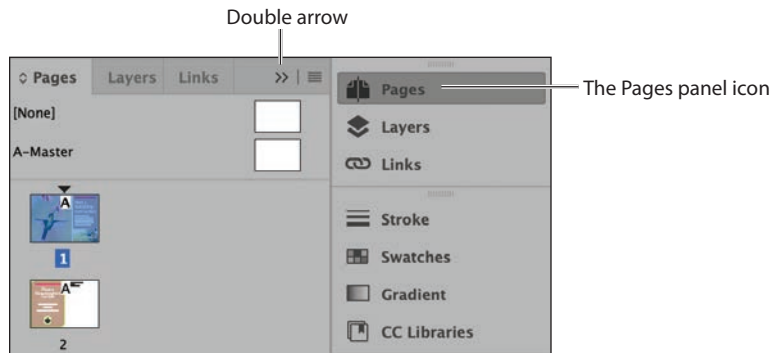 Double arrow
Pages Layers Links
[None]
A-Master
A
1
A
2
Pages
Layers
Links
Stroke
Swatches
Gradient
CC Libraries
The Pages panel icon